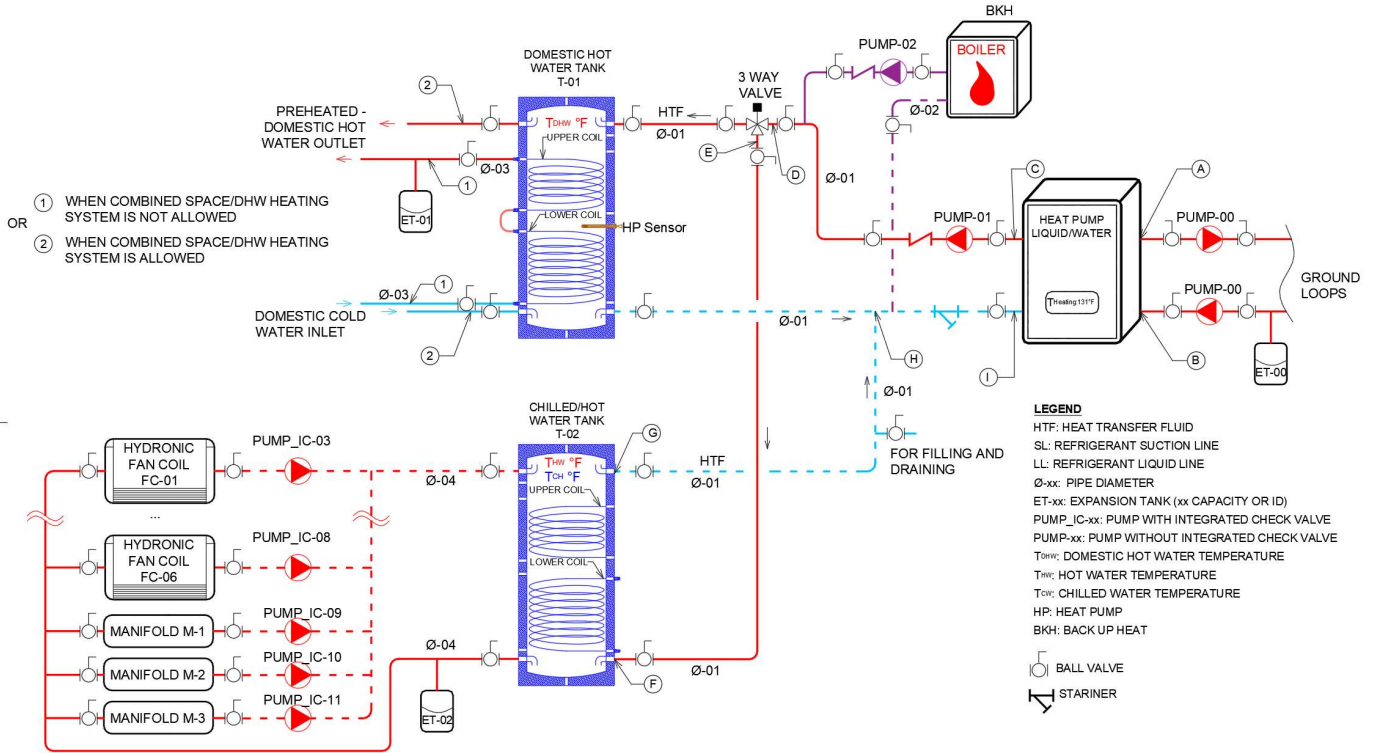 BKH
BOILER
PUMP-02
Ø-02
DOMESTIC HOT
WATER TANK
T-01
3 WAY
VALVE
2
PREHEATED -
DOMESTIC HOT
WATER OUTLET
TDHW °F
UPPER COIL
HTF
Ø-01
E
D
Ø-03
1
ET-01
LOWER COIL
HP Sensor
Ø-01
1 WHEN COMBINED SPACE/DHW HEATING
SYSTEM IS NOT ALLOWED
OR
2 WHEN COMBINED SPACE/DHW HEATING
SYSTEM IS ALLOWED
C
A
PUMP-01
HEAT PUMP
LIQUID/WATER
PUMP-00
GROUND
LOOPS
THeating:131°F
PUMP-00
Ø-03
1
DOMESTIC COLD
WATER INLET
2
Ø-01
H
I
B
ET-00
Ø-01
FOR FILLING AND
DRAINING
CHILLED/HOT
WATER TANK
T-02
G
THW °F
TCH °F
HTF
Ø-01
UPPER COIL
LOWER COIL
Ø-04
HYDRONIC
FAN COIL
FC-01
PUMP_IC-03
...
HYDRONIC
FAN COIL
FC-06
PUMP_IC-08
MANIFOLD M-1
PUMP_IC-09
MANIFOLD M-2
PUMP_IC-10
MANIFOLD M-3
PUMP_IC-11
Ø-04
ET-02
F
Ø-01
LEGEND
HTF: HEAT TRANSFER FLUID
SL: REFRIGERANT SUCTION LINE
LL: REFRIGERANT LIQUID LINE
Ø-xx: PIPE DIAMETER
ET-xx: EXPANSION TANK (xx CAPACITY OR ID)
PUMP_IC-xx: PUMP WITH INTEGRATED CHECK VALVE
PUMP-xx: PUMP WITHOUT INTEGRATED CHECK VALVE
TDHW: DOMESTIC HOT WATER TEMPERATURE
THW: HOT WATER TEMPERATURE
TCW: CHILLED WATER TEMPERATURE
HP: HEAT PUMP
BKH: BACK UP HEAT
BALL VALVE
STARINER